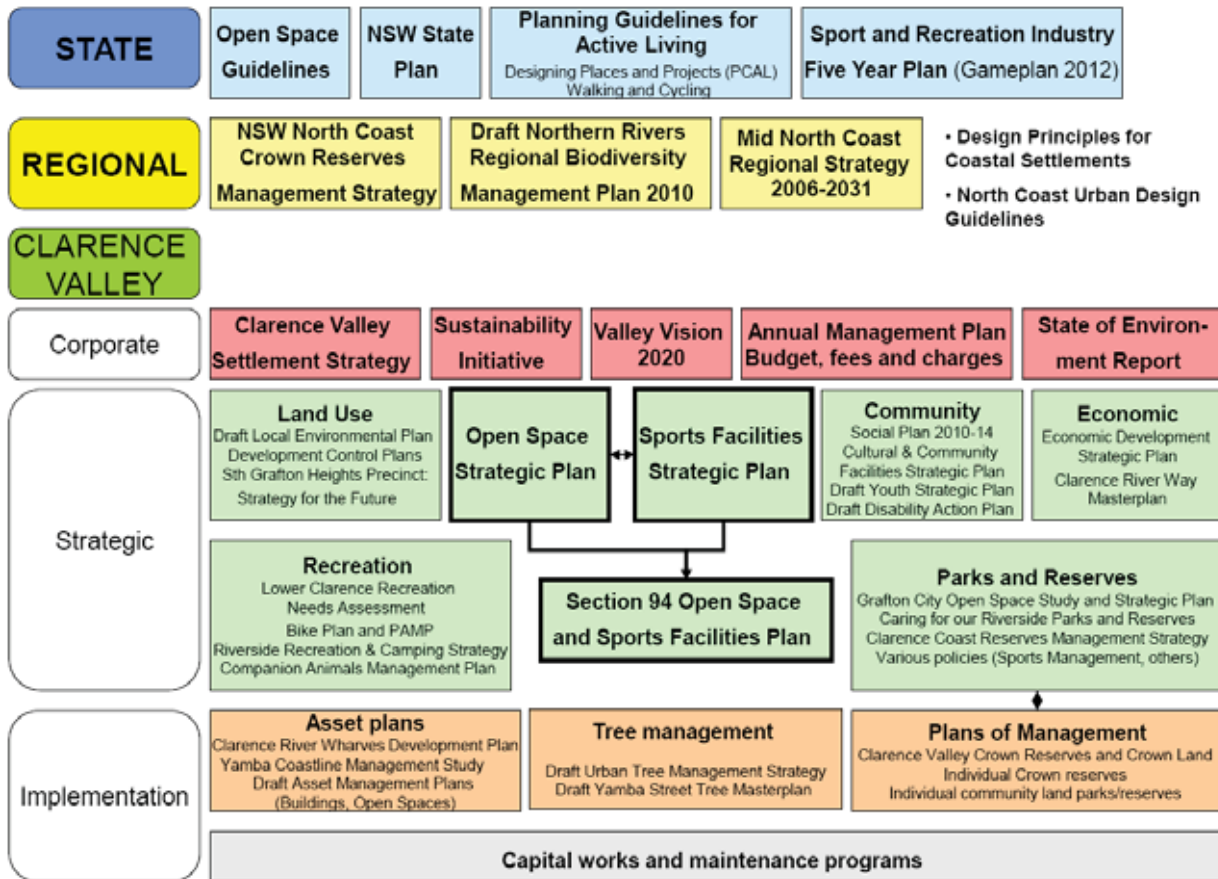 STATE
Open Space
Guidelines
NSW State
Plan
Planning Guidelines for
Active Living
Designing Places and Projects (PCAL)
Walking and Cycling
Sport and Recreation Industry
Five Year Plan (Gameplan 2012)
REGIONAL
NSW North Coast
Crown Reserves
Management Strategy
Draft Northern Rivers
Regional Biodiversity
Management Plan 2010
Mid North Coast
Regional Strategy
2006-2031
• Design Principles for
Coastal Settlements
• North Coast Urban Design
Guidelines
CLARENCE
VALLEY
Corporate
Clarence Valley
Settlement Strategy
Sustainability
Initiative
Valley Vision
2020
Annual Management Plan
Budget, fees and charges
State of Environ-
ment Report
Strategic
Land Use
Draft Local Environmental Plan
Development Control Plans
Sth Grafton Heights Precinct:
Strategy for the Future
Open Space
Strategic Plan
Sports Facilities
Strategic Plan
Community
Social Plan 2010-14
Cultural & Community
Facilities Strategic Plan
Draft Youth Strategic Plan
Draft Disability Action Plan
Economic
Economic Development
Strategic Plan
Clarence River Way
Masterplan
Recreation
Lower Clarence Recreation
Needs Assessment
Bike Plan and PAMP
Riverside Recreation & Camping Strategy
Companion Animals Management Plan
Section 94 Open Space
and Sports Facilities Plan
Parks and Reserves
Grafton City Open Space Study and Strategic Plan
Caring for our Riverside Parks and Reserves
Clarence Coast Reserves Management Strategy
Various policies (Sports Management, others)
Implementation
Asset plans
Clarence River Wharves Development Plan
Yamba Coastline Management Study
Draft Asset Management Plans
(Buildings, Open Spaces)
Tree management
Draft Urban Tree Management Strategy
Draft Yamba Street Tree Masterplan
Plans of Management
Clarence Valley Crown Reserves and Crown Land
Individual Crown reserves
Individual community land parks/reserves
Capital works and maintenance programs